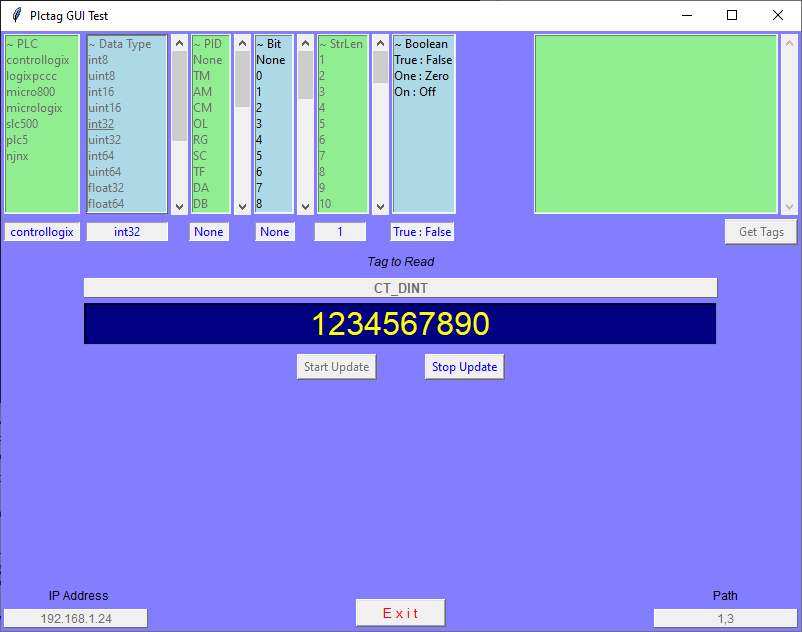 Plctag GUI Test
~ PLC
controllogix
logixpccc
micro800
micrologix
slc500
plc5
njnx
~ Data Type
int8
uint8
int16
uint16
int32
uint32
int64
uint64
float32
float64
~ PID
None
TM
AM
CM
OL
RG
SC
TF
DA
DB
~ Bit
None
0
1
2
3
4
5
6
7
8
~ StrLen
1
2
3
4
5
6
7
8
9
10
~ Boolean
True : False
One : Zero
On : Off
controllogix
int32
None
None
1
True : False
Get Tags
Tag to Read
CT_DINT
1234567890
Start Update
Stop Update
IP Address
192.168.1.24
E x i t
Path
1,3